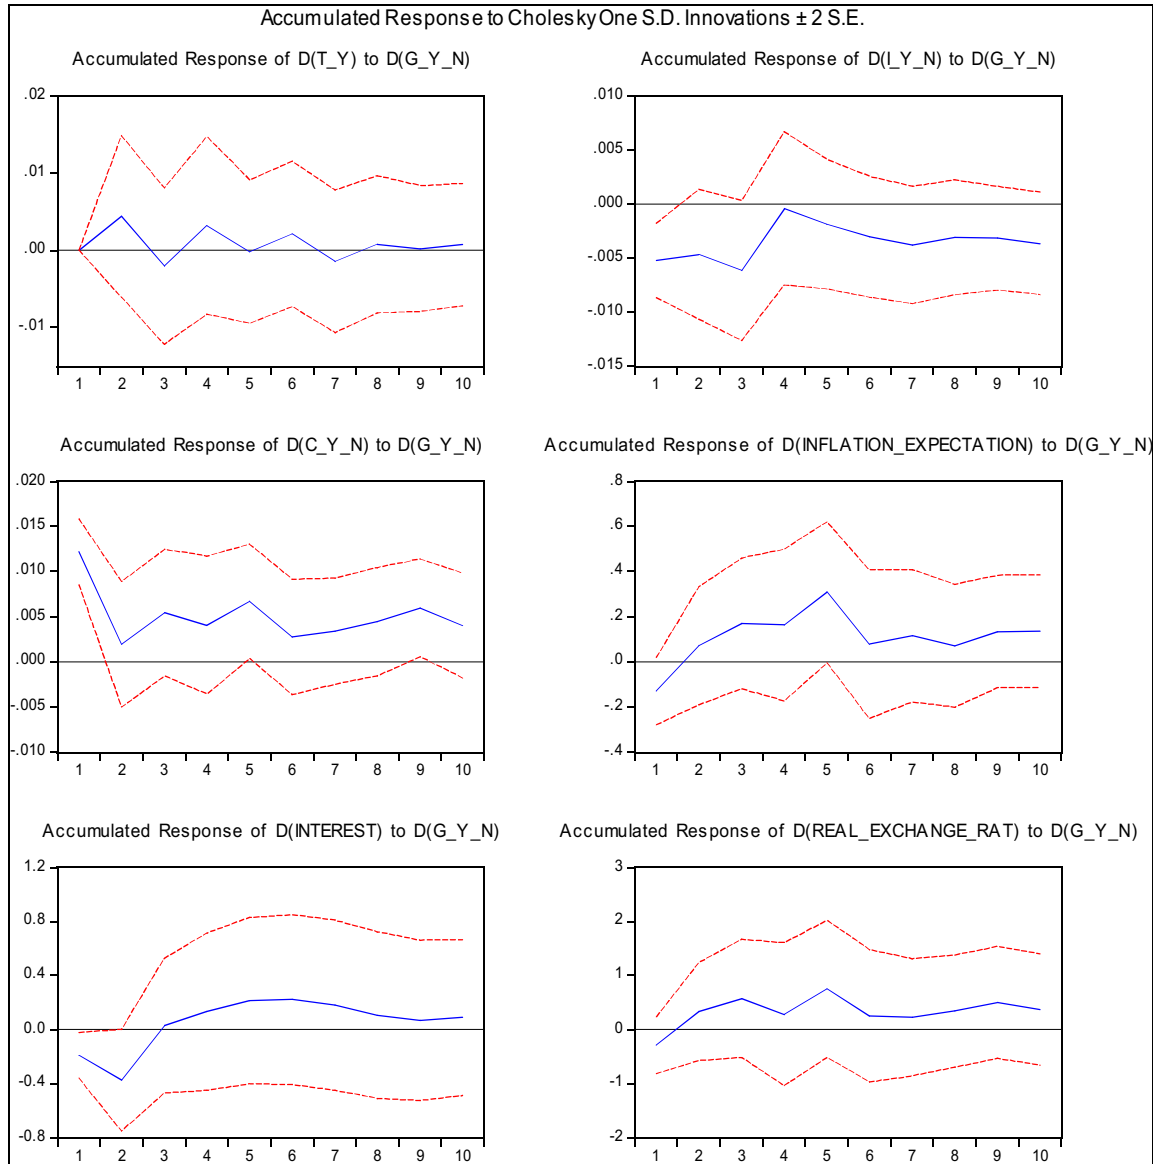 Accumulated Response to Cholesky One S.D. Innovations ± 2 S.E.
Accumulated Response of D(T_Y) to D(G_Y_N)
.02
.01
.00
-.01
1 2 3 4 5 6 7 8 9 10
Accumulated Response of D(I_Y_N) to D(G_Y_N)
.010
.005
.000
-.005
-.010
-.015
1 2 3 4 5 6 7 8 9 10
Accumulated Response of D(C_Y_N) to D(G_Y_N)
.020
.015
.010
.005
.000
-.005
-.010
1 2 3 4 5 6 7 8 9 10
Accumulated Response of D(INFLATION_EXPECTATION) to D(G_Y_N)
.8
.6
.4
.2
.0
-.2
-.4
1 2 3 4 5 6 7 8 9 10
Accumulated Response of D(INTEREST) to D(G_Y_N)
1.2
0.8
0.4
0.0
-0.4
-0.8
1 2 3 4 5 6 7 8 9 10
Accumulated Response of D(REAL_EXCHANGE_RAT) to D(G_Y_N)
3
2
1
0
-1
-2
1 2 3 4 5 6 7 8 9 10